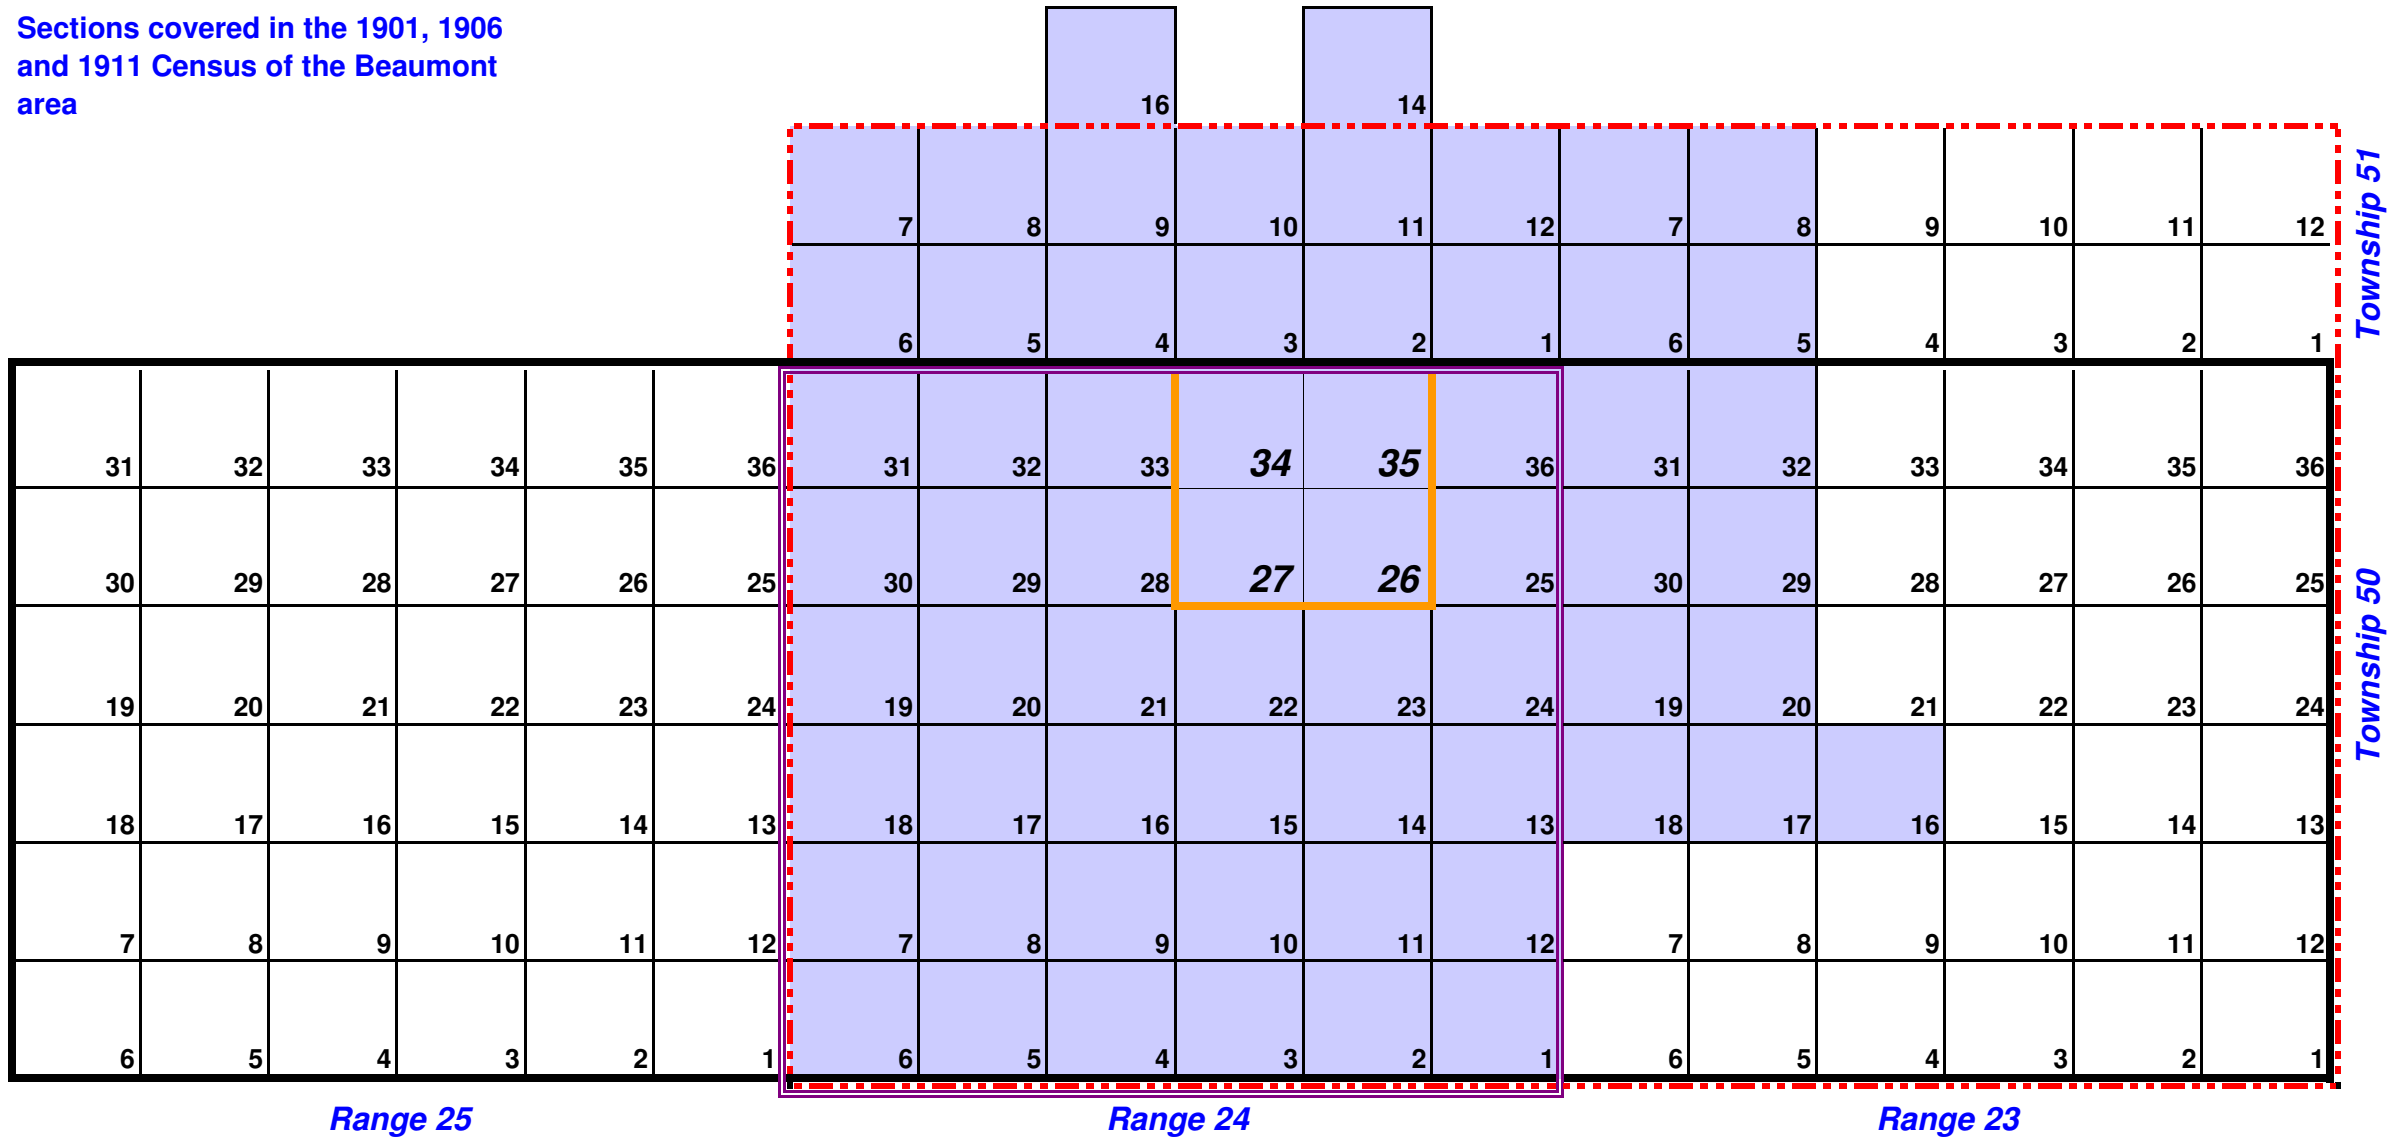 Sections covered in the 1901, 1906
and 1911 Census of the Beaumont
area
16 14
7 8 9 10 11 12 7 8 9 10 11 12
6 5 4 3 2 1 6 5 4 3 2 1
Township 51
31 32 33 34 35 36 31 32 33 34 35 36 31 32 33 34 35 36
30 29 28 27 26 25 30 29 28 27 26 25 30 29 28 27 26 25
19 20 21 22 23 24 19 20 21 22 23 24 19 20 21 22 23 24
18 17 16 15 14 13 18 17 16 15 14 13 18 17 16 15 14 13
7 8 9 10 11 12 7 8 9 10 11 12 7 8 9 10 11 12
6 5 4 3 2 1 6 5 4 3 2 1 6 5 4 3 2 1
Township 50
Range 25 Range 24 Range 23